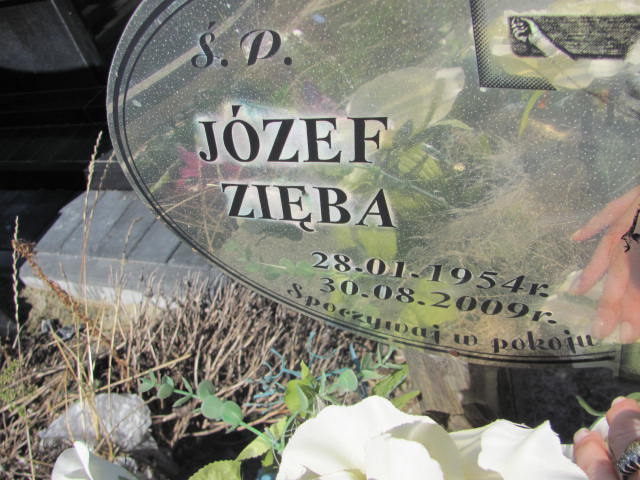 Ś. P.
JÓZEF
ZIĘBA
28.01.1954r.
30.08.2009r.
Spoczywaj w pokoju